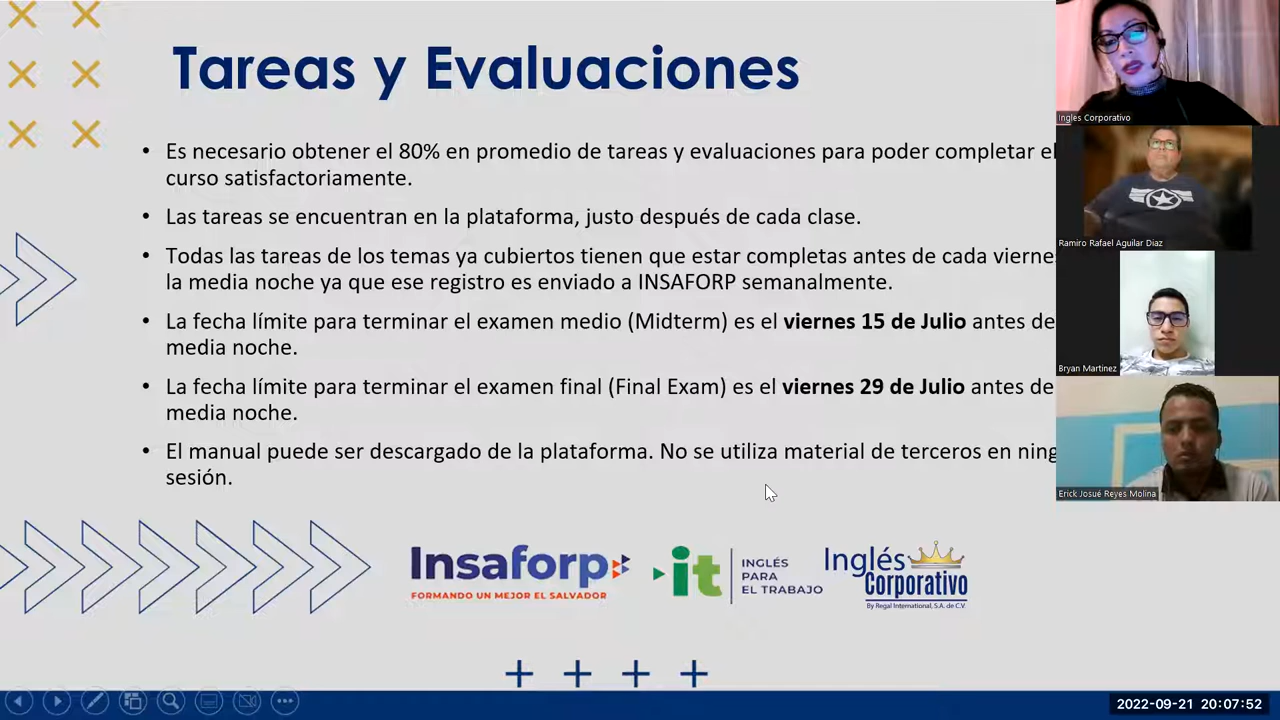 Tareas y Evaluaciones
• Es necesario obtener el 80% en promedio de tareas y evaluaciones para poder completar el
curso satisfactoriamente.
• Las tareas se encuentran en la plataforma, justo después de cada clase.
• Todas las tareas de los temas ya cubiertos tienen que estar completas antes de cada vierne
la media noche ya que ese registro es enviado a INSAFORP semanalmente.
• La fecha límite para terminar el examen medio (Midterm) es el viernes 15 de Julio antes de
media noche.
• La fecha límite para terminar el examen final (Final Exam) es el viernes 29 de Julio antes de
media noche.
• El manual puede ser descargado de la plataforma. No se utiliza material de terceros en ning
sesión.
Insaforp
FORMANDO UN MEJOR EL SALVADOR
it
INGLÉS
PARA
EL TRABAJO
Inglés
Corporativo
By Regal International, S.A. de C.V.
Ingles Corporativo
Ramiro Rafael Aguilar Diaz
Bryan Martinez
Erick Josué Reyes Molina
2022-09-21 20:07:52